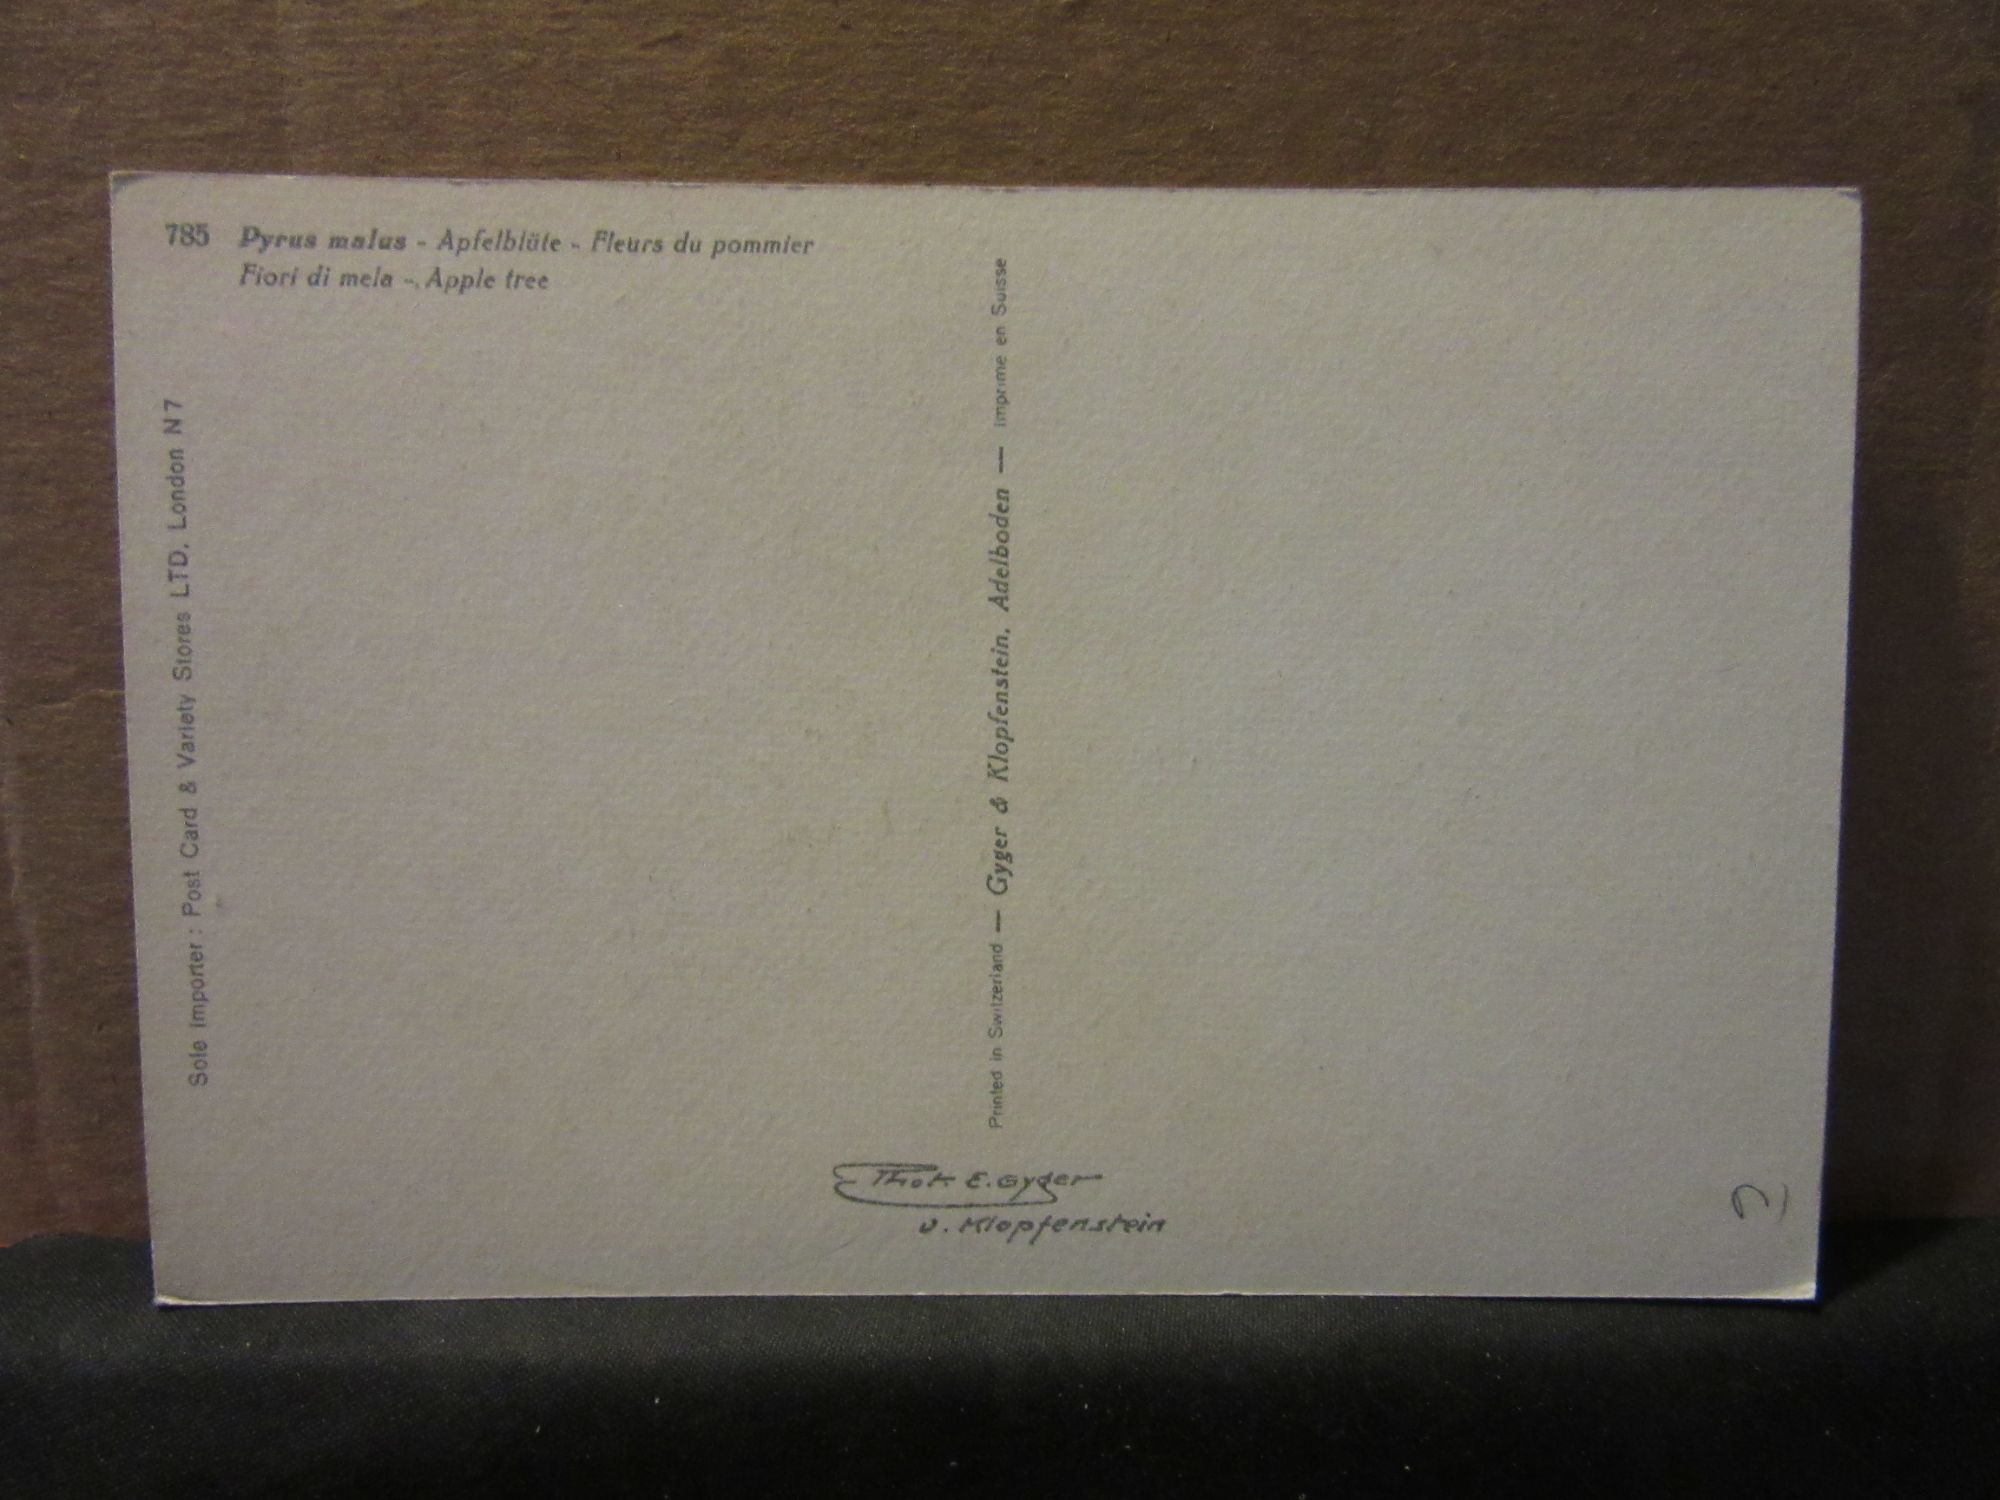 785 Pyrus malus - Apfelblüte - Fleurs du pommier
Fiori di mela - Apple tree
Sole Importer : Post Card & Variety Stores LTD. London N 7
Printed in Switzerland — Gyger & Klopfenstein, Adelboden — Imprimé en Suisse
Phot E. Gyger
u. Klopfenstein